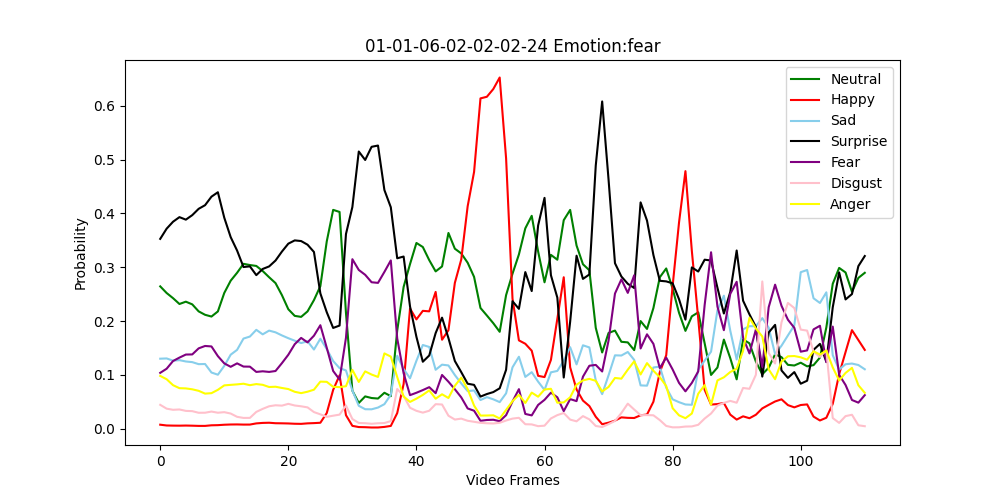 01-01-06-02-02-02-24 Emotion:fear
Probability
0.6
0.5
0.4
0.3
0.2
0.1
0.0
Neutral
Happy
Sad
Surprise
Fear
Disgust
Anger
0 20 40 60 80 100
Video Frames